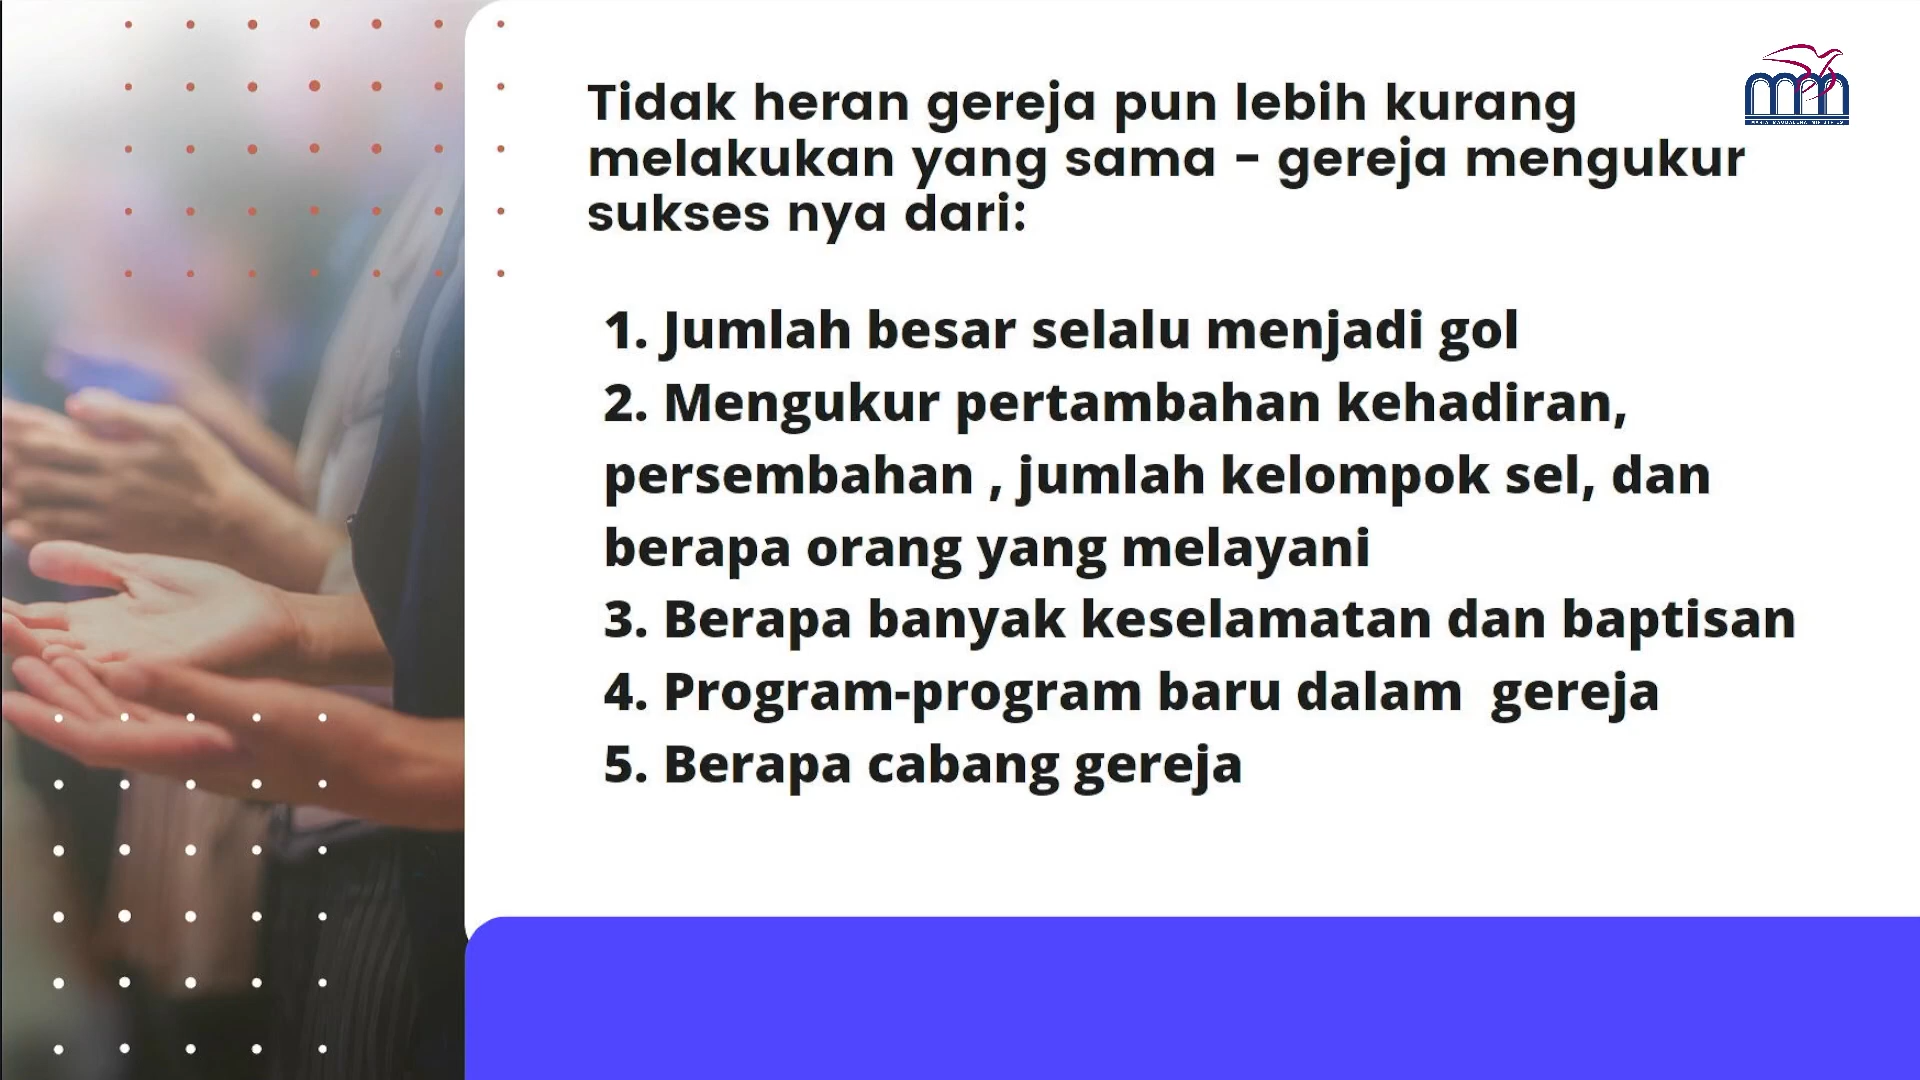 Tidak heran gereja pun lebih kurang
melakukan yang sama - gereja mengukur
sukses nya dari:
1. Jumlah besar selalu menjadi gol
2. Mengukur pertambahan kehadiran,
persembahan , jumlah kelompok sel, dan
berapa orang yang melayani
3. Berapa banyak keselamatan dan baptisan
4. Program-program baru dalam  gereja
5. Berapa cabang gereja